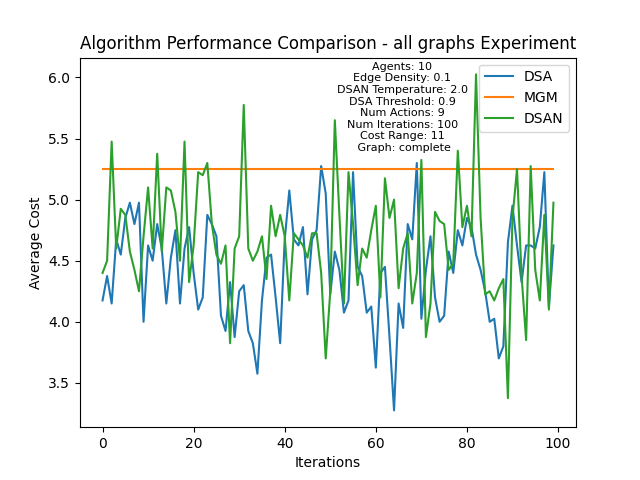 Algorithm Performance Comparison - all graphs Experiment
Agents: 10
Edge Density: 0.1
DSAN Temperature: 2.0
DSA Threshold: 0.9
Num Actions: 9
Num Iterations: 100
Cost Range: 11
Graph: complete
DSA
MGM
DSAN
Average Cost
6.0
5.5
5.0
4.5
4.0
3.5
0 20 40 60 80 100
Iterations